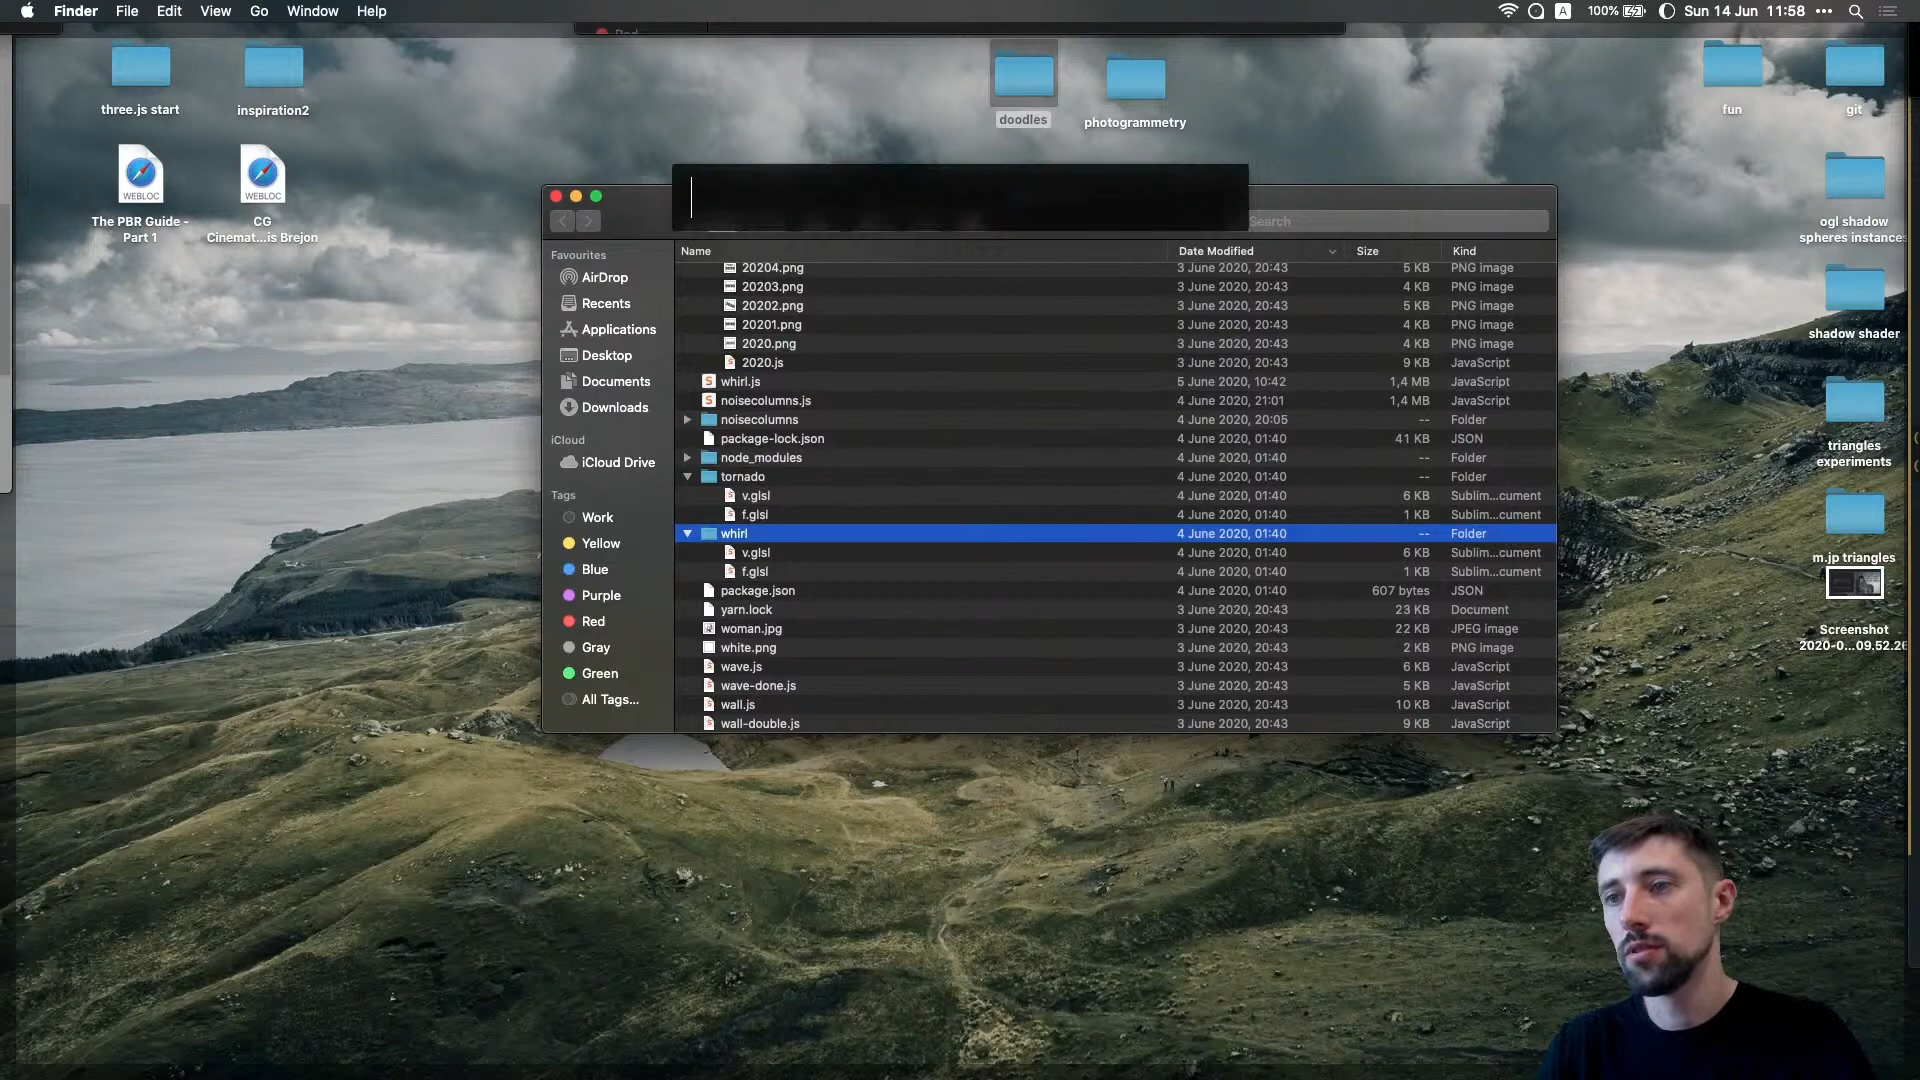 Finder File Edit View Go Window Help
A 100% Sun 14 Jun 11:58
three.js start
inspiration2
doodles
photogrammetry
fun
git
WEBLOC
The PBR Guide -
Part 1
WEBLOC
CG
Cinemat...is Brejon
ogl shadow
spheres instances
shadow shader
triangles
experiments
m.jp triangles
Screenshot
2020-0...09.52.26
Search
Favourites
AirDrop
Recents
Applications
Desktop
Documents
Downloads
iCloud
iCloud Drive
Tags
Work
Yellow
Blue
Purple
Red
Gray
Green
All Tags...
Name Date Modified Size Kind
20204.png 3 June 2020, 20:43 5 KB PNG image
20203.png 3 June 2020, 20:43 4 KB PNG image
20202.png 3 June 2020, 20:43 5 KB PNG image
20201.png 3 June 2020, 20:43 4 KB PNG image
2020.png 3 June 2020, 20:43 4 KB PNG image
2020.js 3 June 2020, 20:43 9 KB JavaScript
whirl.js 5 June 2020, 10:42 1,4 MB JavaScript
noisecolumns.js 4 June 2020, 21:01 1,4 MB JavaScript
noisecolumns 4 June 2020, 20:05 -- Folder
package-lock.json 4 June 2020, 01:40 41 KB JSON
node_modules 4 June 2020, 01:40 -- Folder
tornado 4 June 2020, 01:40 -- Folder
v.glsl 4 June 2020, 01:40 6 KB Sublim...cument
f.glsl 4 June 2020, 01:40 1 KB Sublim...cument
whirl 4 June 2020, 01:40 -- Folder
v.glsl 4 June 2020, 01:40 6 KB Sublim...cument
f.glsl 4 June 2020, 01:40 1 KB Sublim...cument
package.json 4 June 2020, 01:40 607 bytes JSON
yarn.lock 3 June 2020, 20:43 23 KB Document
woman.jpg 3 June 2020, 20:43 22 KB JPEG image
white.png 3 June 2020, 20:43 2 KB PNG image
wave.js 3 June 2020, 20:43 6 KB JavaScript
wave-done.js 3 June 2020, 20:43 5 KB JavaScript
wall.js 3 June 2020, 20:43 10 KB JavaScript
wall-double.js 3 June 2020, 20:43 9 KB JavaScript